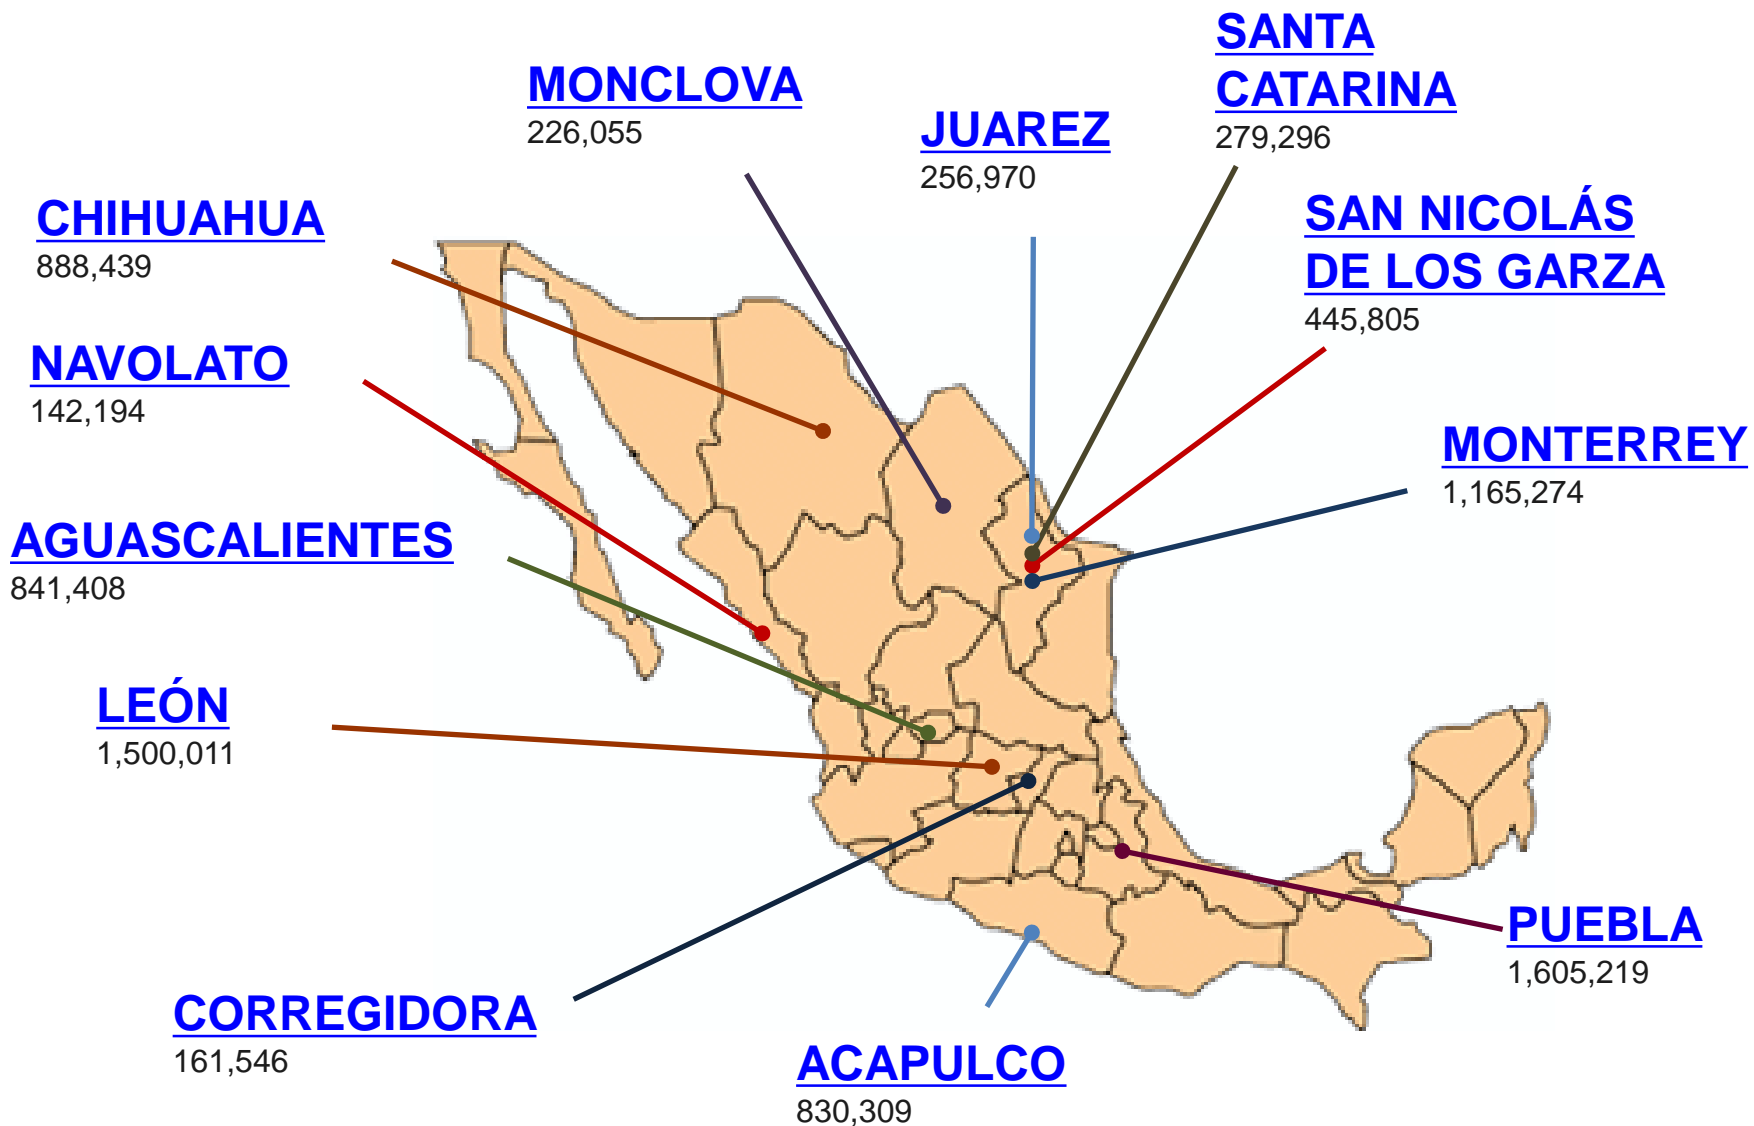 SANTA
CATARINA
279,296
MONCLOVA
226,055
JUAREZ
256,970
CHIHUAHUA
888,439
SAN NICOLÁS
DE LOS GARZA
445,805
NAVOLATO
142,194
MONTERREY
1,165,274
AGUASCALIENTES
841,408
LEÓN
1,500,011
PUEBLA
1,605,219
CORREGIDORA
161,546
ACAPULCO
830,309